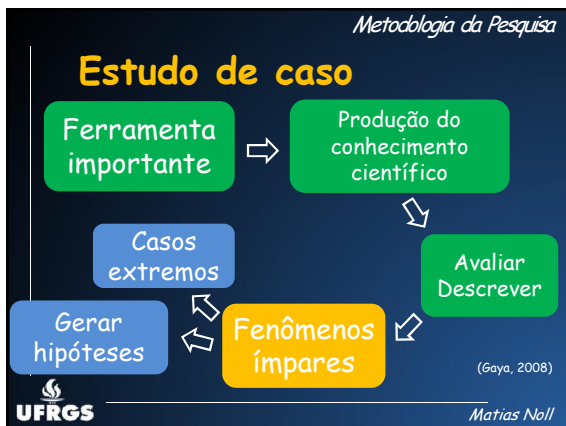 Metodologia da Pesquisa
Estudo de caso
Ferramenta
importante
Produção do
conhecimento
científico
Avaliar
Descrever
Fenômenos
ímpares
Casos
extremos
Gerar
hipóteses
(Gaya, 2008)
UFRGS
Matias Noll